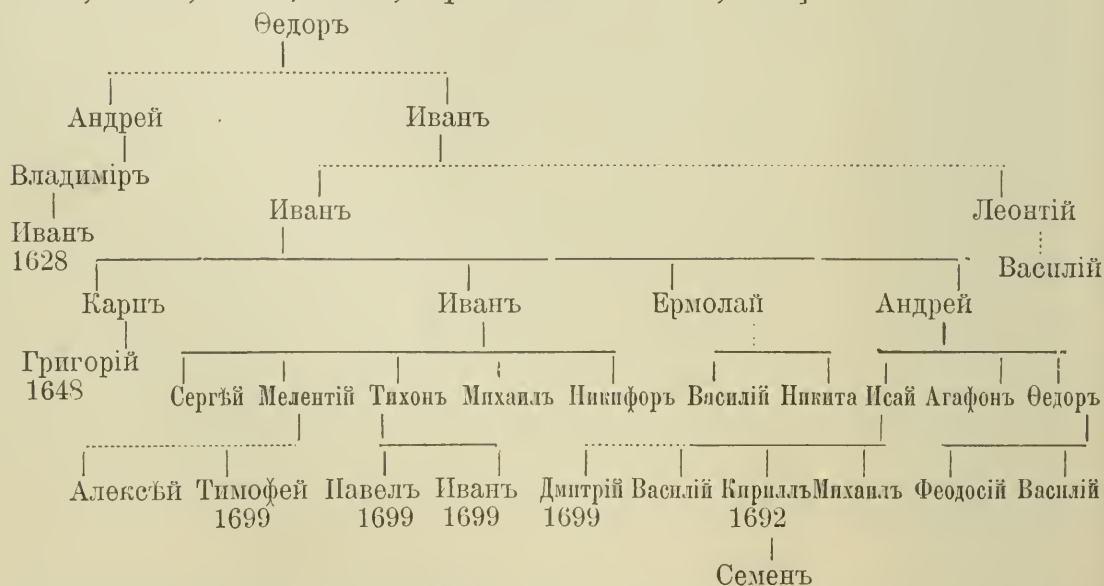 Ѳедоръ
Андрей Иванъ
Владиміръ
Иванъ Леонтій
Иванъ
1628 Василій
Карпъ Иванъ Ермолай Андрей
Григорій
1648
Сергѣй Мелентій Тихонъ Михаилъ Никифоръ Василій Никита Исай Агафонъ Ѳедоръ
Алексѣй Тимофей Павелъ Иванъ Дмитрій Василій Кириллъ Михаилъ Феодосій Василій
1699 1699 1699 1699 1692
Семенъ